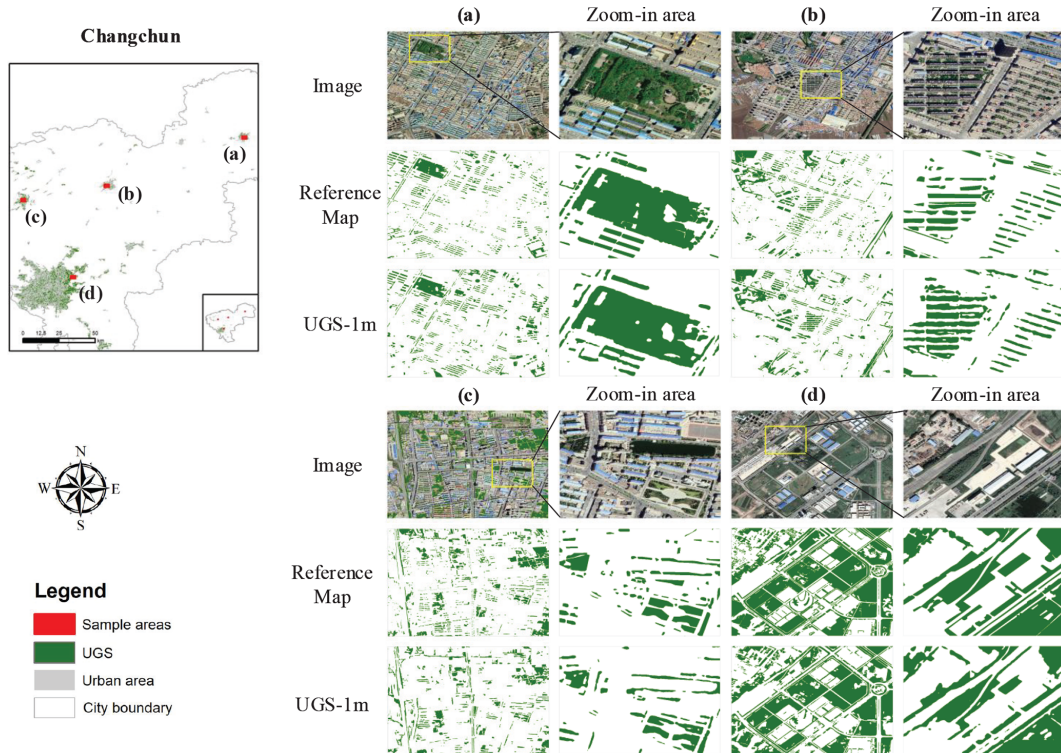 Changchun
(a)
(b)
(c)
(d)
0 12.5 25 50
km
N
W E
S
Legend
Sample areas
UGS
Urban area
City boundary
(a) Zoom-in area (b) Zoom-in area
Image
Reference
Map
UGS-1m
(c) Zoom-in area (d) Zoom-in area
Image
Reference
Map
UGS-1m